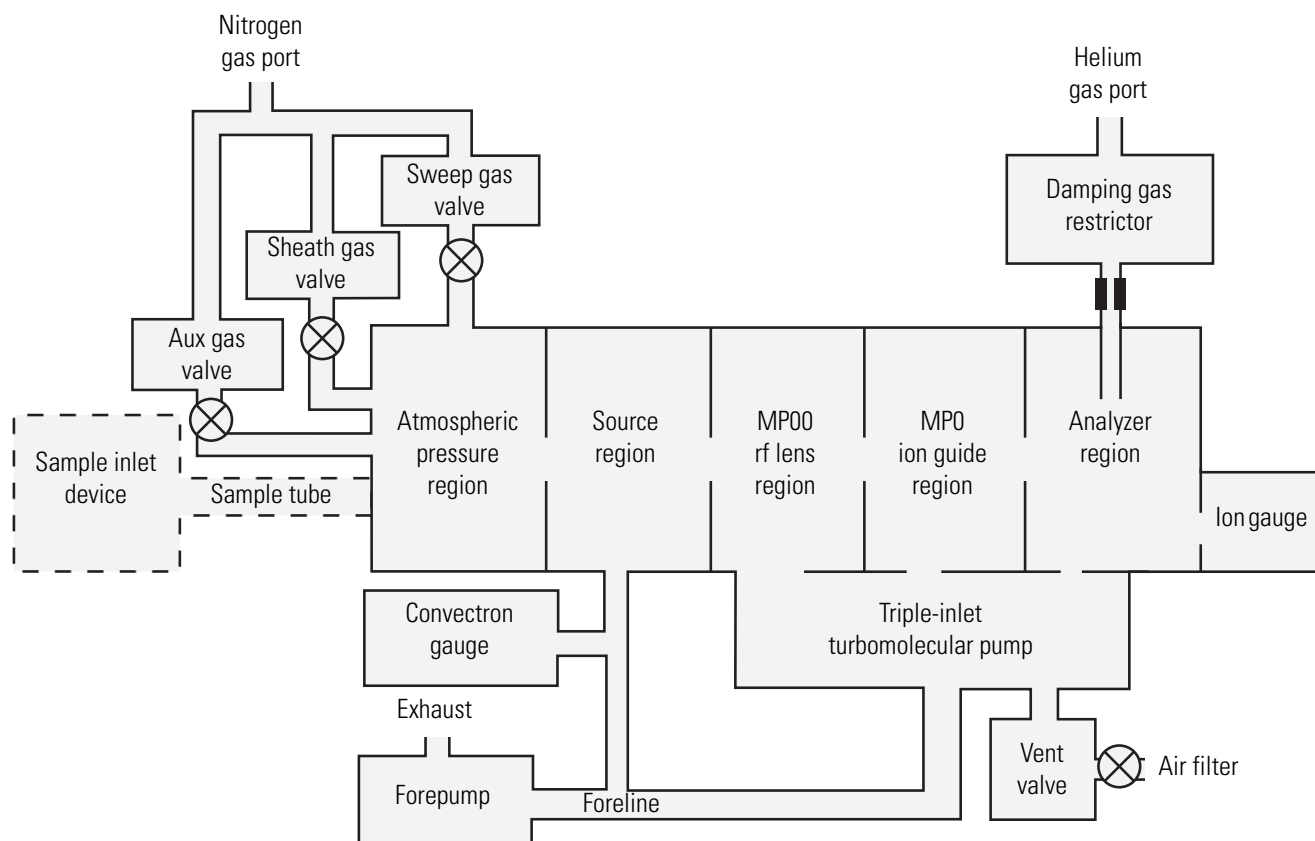 Nitrogen
gas port
Helium
gas port
Sweep gas
valve
Damping gas
restrictor
Sheath gas
valve
Aux gas
valve
Sample inlet
device
Sample tube
Atmospheric
pressure
region
Source
region
MP00
rf lens
region
MP0
ion guide
region
Analyzer
region
Ion gauge
Convectron
gauge
Triple-inlet
turbomolecular pump
Exhaust
Forepump
Foreline
Vent
valve
Air filter